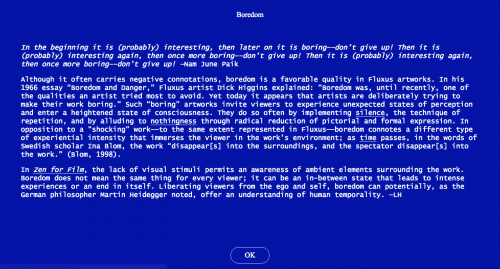 Boredom
In the beginning it is (probably) interesting, then later on it is boring--don't give up! Then it is
(probably) interesting again, then once more boring--don't give up! Then it is (probably) interesting again,
then once more boring--don't give up! —Nam June Paik
Although it often carries negative connotations, boredom is a favorable quality in Fluxus artworks. In his
1966 essay "Boredom and Danger," Fluxus artist Dick Higgins explained: "Boredom was, until recently, one of
the qualities an artist tried most to avoid. Yet today it appears that artists are deliberately trying to
make their work boring." Such "boring" artworks invite viewers to experience unexpected states of perception
and enter a heightened state of consciousness. They do so often by implementing silence, the technique of
repetition, and by alluding to nothingness through radical reduction of pictorial and formal expression. In
opposition to a "shocking" work––to the same extent represented in Fluxus––boredom connotes a different type
of experiential intensity that immerses the viewer in the work's environment; as time passes, in the words of
Swedish scholar Ina Blom, the work "disappear[s] into the surroundings, and the spectator disappear[s] into
the work." (Blom, 1998).
In Zen for Film, the lack of visual stimuli permits an awareness of ambient elements surrounding the work.
Boredom does not mean the same thing for every viewer; it can be an in-between state that leads to intense
experiences or an end in itself. Liberating viewers from the ego and self, boredom can potentially, as the
German philosopher Martin Heidegger noted, offer an understanding of human temporality. —LH
OK